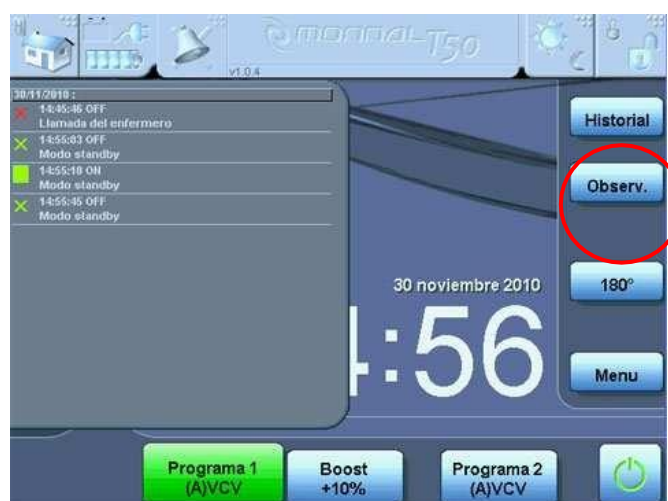 monnal-T50
v1.0.4
30/11/2010 :
14:45:46 OFF
Llamada del enfermero
14:55:03 OFF
Modo standby
14:55:18 ON
Modo standby
14:55:45 OFF
Modo standby
Historial
Observ.
30 noviembre 2010
180°
4:56
Menu
Programa 1
(A)VCV
Boost
+10%
Programa 2
(A)VCV